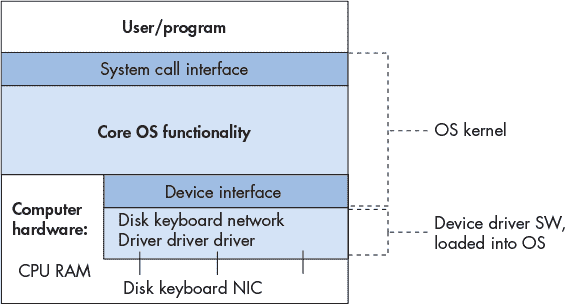 User/program
System call interface
Core OS functionality
OS kernel
Device interface
Computer
hardware:
Disk keyboard network
Driver driver driver
Device driver SW,
loaded into OS
CPU RAM
Disk keyboard NIC